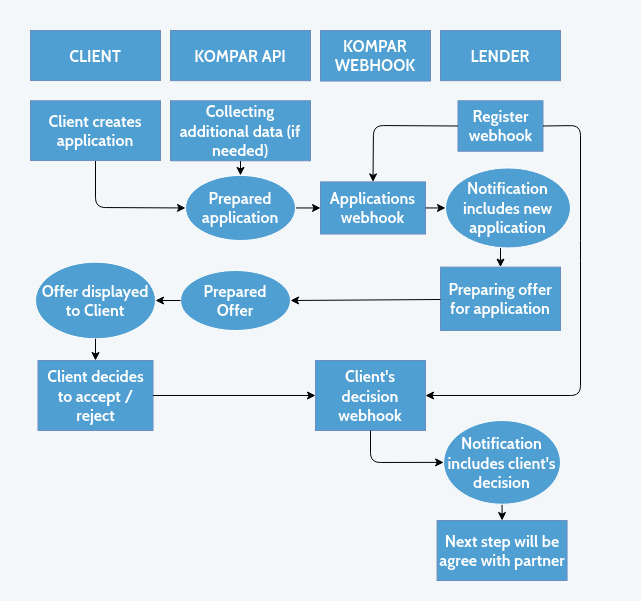 CLIENT
KOMPAR API
KOMPAR
WEBHOOK
LENDER
Client creates
application
Collecting
additional data (if
needed)
Register
webhook
Prepared
application
Applications
webhook
Notification
includes new
application
Offer displayed
to Client
Prepared
Offer
Preparing offer
for application
Client decides
to accept /
reject
Client's
decision
webhook
Notification
includes client's
decision
Next step will be
agree with partner